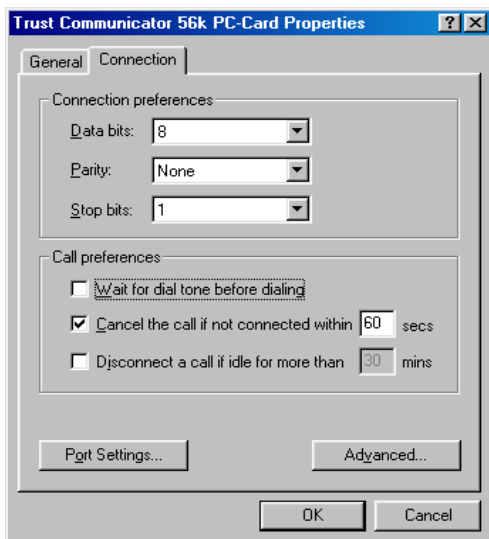 Trust Communicator 56k PC-Card Properties ? ×
General Connection
Connection preferences
Data bits: 8
Parity: None
Stop bits: 1
Call preferences
Wait for dial tone before dialing
Cancel the call if not connected within 60 secs
Disconnect a call if idle for more than 30 mins
Port Settings... Advanced...
OK Cancel